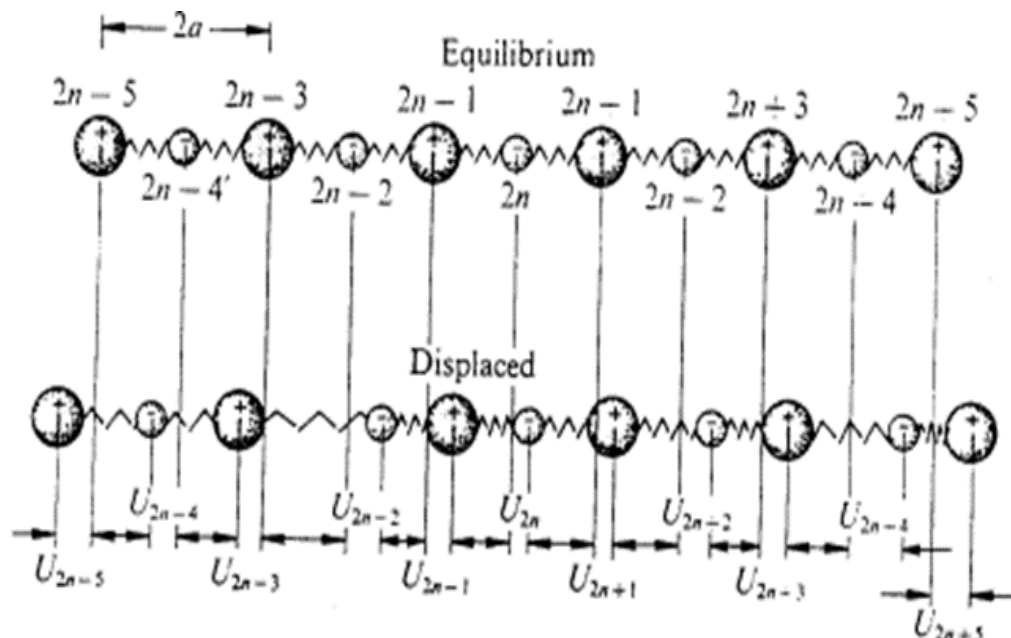 2a
Equilibrium
2n − 5 2n − 3 2n − 1 2n − 1 2n + 3 2n − 5
+ − + − + − + − + − +
2n − 4′ 2n − 2 2n 2n − 2 2n − 4
Displaced
+ − + − + − + − + − +
U2n−4 U2n−2 U2n U2n−2 U2n−4
U2n−5 U2n−3 U2n−1 U2n+1 U2n−3 U2n+5